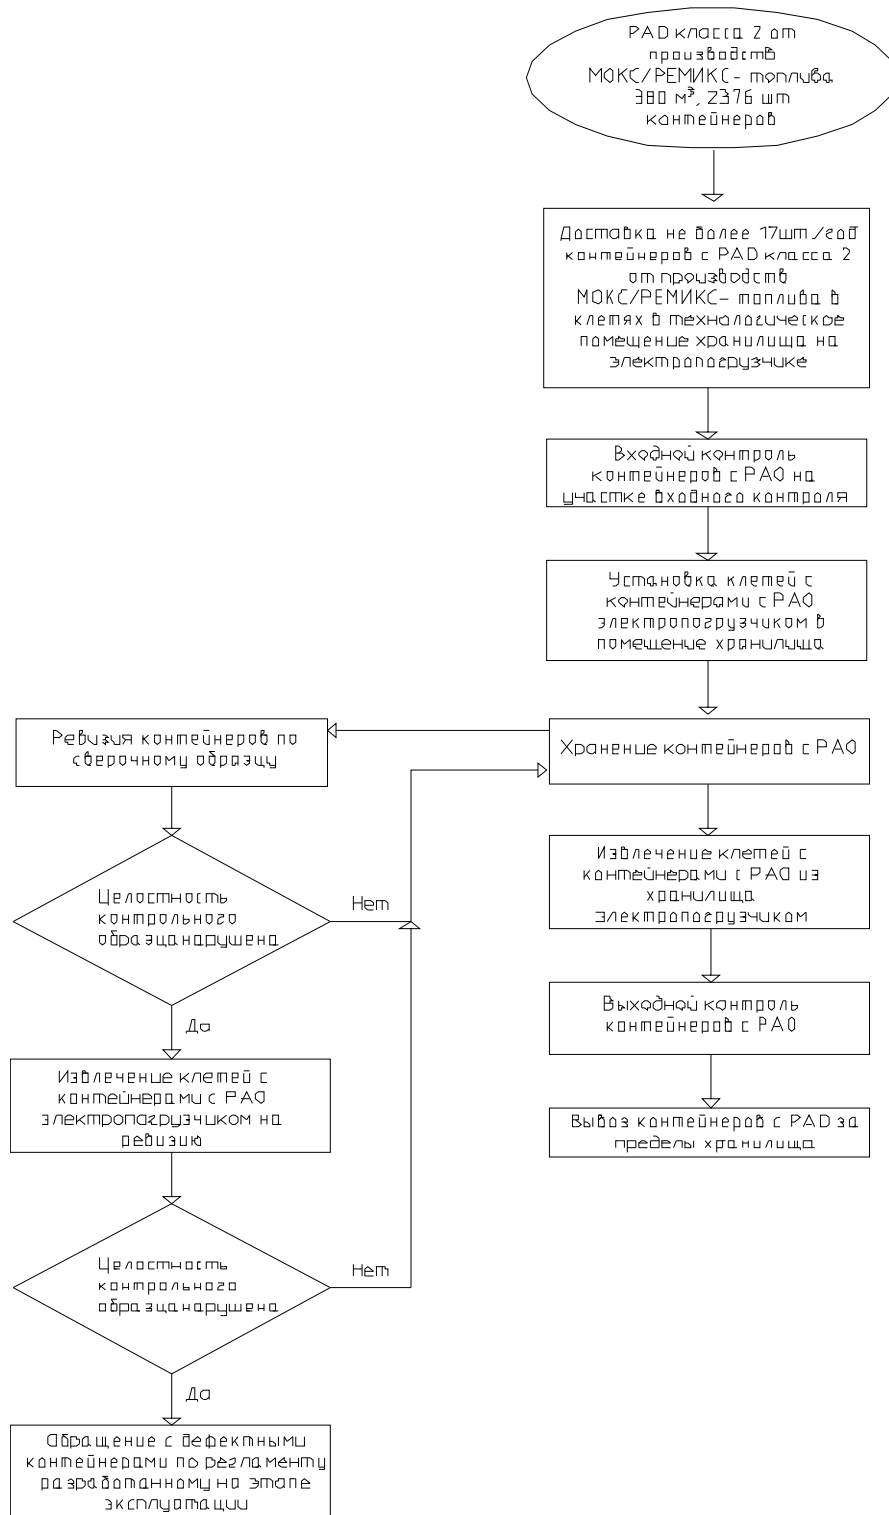 РАО класса 2 от
производств
МОКС/РЕМИКС- топлива
380 м³, 2376 шт
контейнеров
Доставка не более 17шт/год
контейнеров с РАО класса 2
от производств
МОКС/РЕМИКС- топлива в
клетях в технологическое
помещение хранилища на
электропогрузчике
Входной контроль
контейнеров с РАО на
участке входного контроля
Установка клетей с
контейнерами с РАО
электропогрузчиком в
помещение хранилища
Хранение контейнеров с РАО
Извлечение клетей с
контейнерами с РАО из
хранилища
электропогрузчиком
Выходной контроль
контейнеров с РАО
Вывоз контейнеров с РАО за
пределы хранилища
Ревизия контейнеров по
сверочному образцу
Целостность
контрольного
образцанарушена
Нет
Да
Извлечение клетей с
контейнерами с РАО
электропогрузчиком на
ревизию
Целостность
контрольного
образцанарушена
Нет
Да
Обращение с дефектными
контейнерами по регламенту
разработанному на этапе
эксплуатации